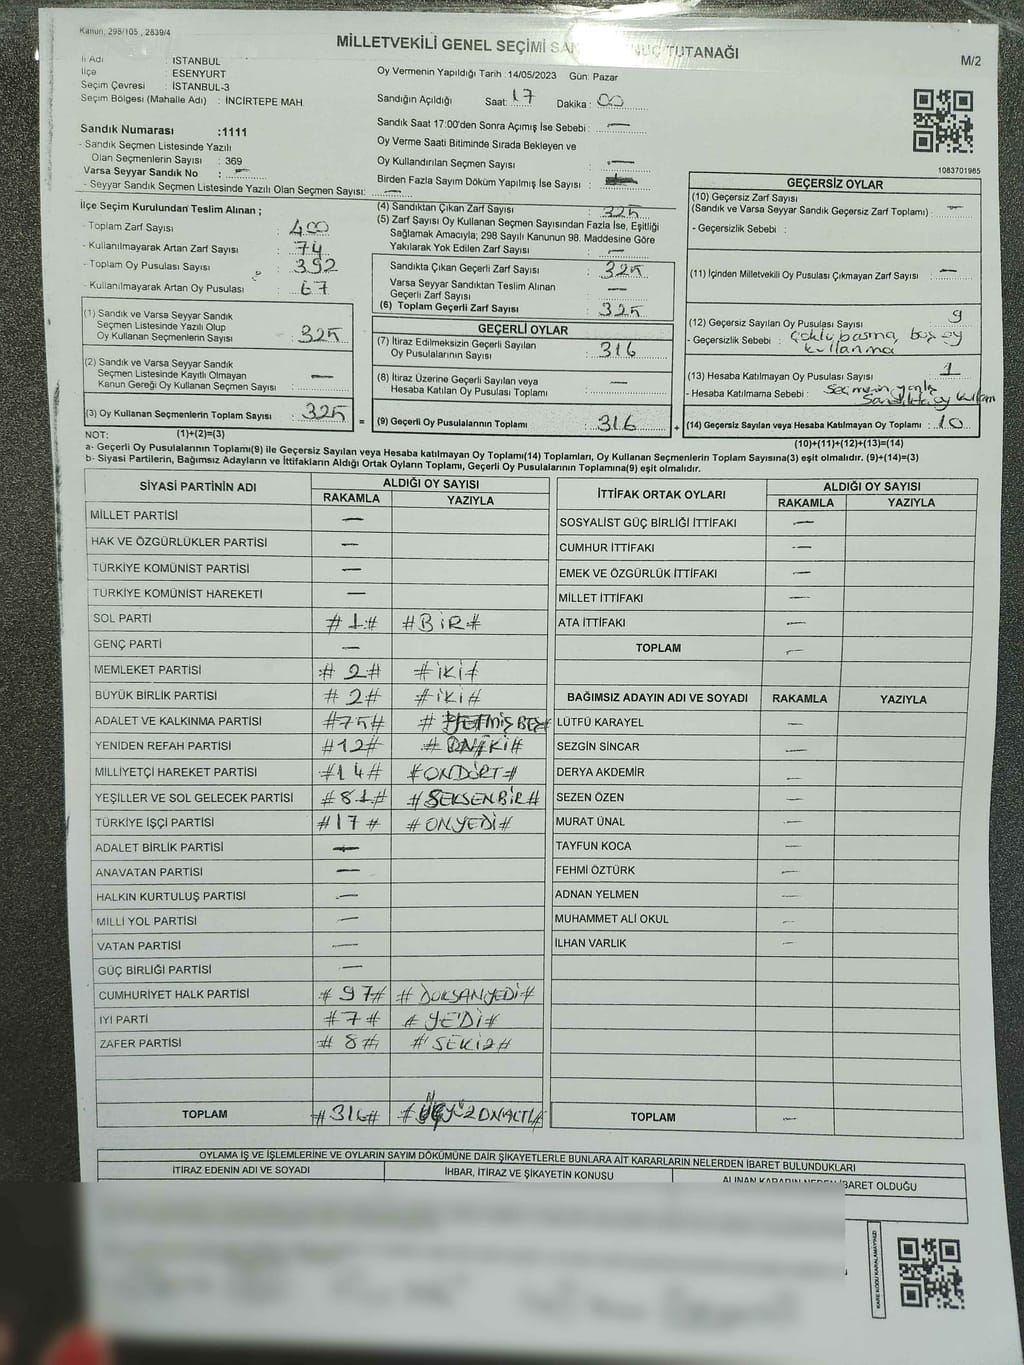 Kanun, 298/105 , 2839/4
MİLLETVEKİLİ GENEL SEÇİMİ TUTANAĞI
M/2
İl Adı : İSTANBUL
İlçe : ESENYURT
Seçim Çevresi : İSTANBUL-3
Seçim Bölgesi (Mahalle Adı) : İNCİRTEPE MAH.
Oy Vermenin Yapıldığı Tarih :14/05/2023 Gün: Pazar
Sandığın Açıldığı Saat: 17 Dakika : 00
Sandık Saat 17:00'den Sonra Açımış İse Sebebi : —
Oy Verme Saati Bitiminde Sırada Bekleyen ve
Oy Kullandırılan Seçmen Sayısı : —
Birden Fazla Sayım Döküm Yapılmış İse Sayısı :
Sandık Numarası :1111
- Sandık Seçmen Listesinde Yazılı
Olan Seçmenlerin Sayısı : 369
Varsa Seyyar Sandık No : —
- Seyyar Sandık Seçmen Listesinde Yazılı Olan Seçmen Sayısı: —
1083701985
İlçe Seçim Kurulundan Teslim Alınan ;
- Toplam Zarf Sayısı : 400
- Kullanılmayarak Artan Zarf Sayısı : 74
- Toplam Oy Pusulası Sayısı : 392
- Kullanılmayarak Artan Oy Pusulası : 67
(1) Sandık ve Varsa Seyyar Sandık
Seçmen Listesinde Yazılı Olup
Oy Kullanan Seçmenlerin Sayısı : 325
(2) Sandık ve Varsa Seyyar Sandık
Seçmen Listesinde Kayıtlı Olmayan
Kanun Gereği Oy Kullanan Seçmen Sayısı : —
(3) Oy Kullanan Seçmenlerin Toplam Sayısı : 325
(1)+(2)=(3)
(4) Sandıktan Çıkan Zarf Sayısı : 325
(5) Zarf Sayısı Oy Kullanan Seçmen Sayısından Fazla İse, Eşitliği
Sağlamak Amacıyla; 298 Sayılı Kanunun 98. Maddesine Göre
Yakılarak Yok Edilen Zarf Sayısı : —
Sandıkta Çıkan Geçerli Zarf Sayısı : 325
Varsa Seyyar Sandıktan Teslim Alınan
Geçerli Zarf Sayısı : —
(6) Toplam Geçerli Zarf Sayısı : 325
GEÇERLİ OYLAR
(7) İtiraz Edilmeksizin Geçerli Sayılan
Oy Pusulalarının Sayısı : 316
(8) İtiraz Üzerine Geçerli Sayılan veya
Hesaba Katılan Oy Pusulası Toplamı : —
=
(9) Geçerli Oy Pusulalarının Toplamı : 316
+
GEÇERSİZ OYLAR
(10) Geçersiz Zarf Sayısı
(Sandık ve Varsa Seyyar Sandık Geçersiz Zarf Toplamı) : —
- Geçersizlik Sebebi :
(11) İçinden Milletvekili Oy Pusulası Çıkmayan Zarf Sayısı : —
(12) Geçersiz Sayılan Oy Pusulası Sayısı : 9
- Geçersizlik Sebebi : Çoklu basma, boş oy
kullanma
(13) Hesaba Katılmayan Oy Pusulası Sayısı : 1
- Hesaba Katılmama Sebebi : Seçmenin yanlış
Sandıkta oy kullanm
(14) Geçersiz Sayılan veya Hesaba Katılmayan Oy Toplamı : 10
(10)+(11)+(12)+(13)=(14)
NOT:
a- Geçerli Oy Pusulalarının Toplamı(9) ile Geçersiz Sayılan veya Hesaba katılmayan Oy Toplamı(14) Toplamları, Oy Kullanan Seçmenlerin Toplam Sayısına(3) eşit olmalıdır. (9)+(14)=(3)
b- Siyasi Partilerin, Bağımsız Adayların ve İttifakların Aldığı Ortak Oyların Toplamı, Geçerli Oy Pusulalarının Toplamına(9) eşit olmalıdır.
SİYASİ PARTİNİN ADI ALDIĞI OY SAYISI
RAKAMLA YAZIYLA
MİLLET PARTİSİ —
HAK VE ÖZGÜRLÜKLER PARTİSİ —
TÜRKİYE KOMÜNİST PARTİSİ —
TÜRKİYE KOMÜNİST HAREKETİ —
SOL PARTİ #1# #BİR#
GENÇ PARTİ —
MEMLEKET PARTİSİ #2# #İKİ#
BÜYÜK BİRLİK PARTİSİ #2# #İKİ#
ADALET VE KALKINMA PARTİSİ #75# #YETMİŞBEŞ#
YENİDEN REFAH PARTİSİ #12# #ONİKİ#
MİLLİYETÇİ HAREKET PARTİSİ #14# #ONDÖRT#
YEŞİLLER VE SOL GELECEK PARTİSİ #81# #SEKSENBİR#
TÜRKİYE İŞÇİ PARTİSİ #17# #ONYEDİ#
ADALET BİRLİK PARTİSİ —
ANAVATAN PARTİSİ —
HALKIN KURTULUŞ PARTİSİ —
MİLLİ YOL PARTİSİ —
VATAN PARTİSİ —
GÜÇ BİRLİĞİ PARTİSİ —
CUMHURİYET HALK PARTİSİ #97# #DOKSANYEDİ#
İYİ PARTİ #7# #YEDİ#
ZAFER PARTİSİ #8# #SEKİZ#
TOPLAM #316# #ÜÇYÜZONALTI#
İTTİFAK ORTAK OYLARI ALDIĞI OY SAYISI
RAKAMLA YAZIYLA
SOSYALİST GÜÇ BİRLİĞİ İTTİFAKI —
CUMHUR İTTİFAKI —
EMEK VE ÖZGÜRLÜK İTTİFAKI —
MİLLET İTTİFAKI —
ATA İTTİFAKI —
TOPLAM —
BAĞIMSIZ ADAYIN ADI VE SOYADI RAKAMLA YAZIYLA
LÜTFÜ KARAYEL —
SEZGİN SİNCAR —
DERYA AKDEMİR —
SEZEN ÖZEN —
MURAT ÜNAL —
TAYFUN KOCA —
FEHMİ ÖZTÜRK —
ADNAN YELMEN —
MUHAMMET ALİ OKUL —
İLHAN VARLIK —
TOPLAM —
OYLAMA İŞ VE İŞLEMLERİNE VE OYLARIN SAYIM DÖKÜMÜNE DAİR ŞİKAYETLERLE BUNLARA AİT KARARLARIN NELERDEN İBARET BULUNDUKLARI
İTİRAZ EDENİN ADI VE SOYADI İHBAR, İTİRAZ VE ŞİKAYETİN KONUSU ALINAN KARARIN NEDEN İBARET OLDUĞU
KARE KODU KARALAMAYINIZ!